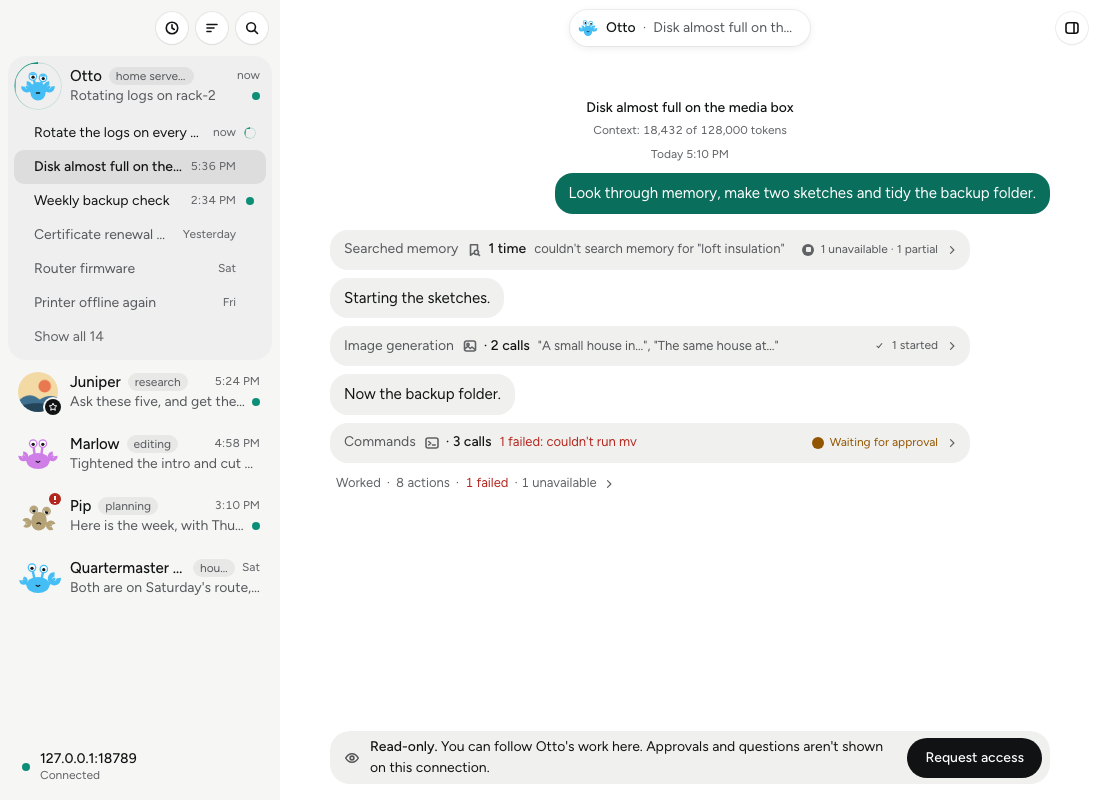 Otto home serve... now
Rotating logs on rack-2
Rotate the logs on every ... now
Disk almost full on the... 5:36 PM
Weekly backup check 2:34 PM
Certificate renewal ... Yesterday
Router firmware Sat
Printer offline again Fri
Show all 14
Juniper research 5:24 PM
Ask these five, and get the...
Marlow editing 4:58 PM
Tightened the intro and cut ...
Pip planning 3:10 PM
Here is the week, with Thu...
Quartermaster ... hou... Sat
Both are on Saturday's route,...
127.0.0.1:18789
Connected
Otto · Disk almost full on th...
Disk almost full on the media box
Context: 18,432 of 128,000 tokens
Today 5:10 PM
Look through memory, make two sketches and tidy the backup folder.
Searched memory 1 time couldn't search memory for "loft insulation" 1 unavailable · 1 partial
Starting the sketches.
Image generation · 2 calls "A small house in...", "The same house at..." 1 started
Now the backup folder.
Commands · 3 calls 1 failed: couldn't run mv Waiting for approval
Worked · 8 actions · 1 failed · 1 unavailable
Read-only. You can follow Otto's work here. Approvals and questions aren't shown
on this connection.
Request access